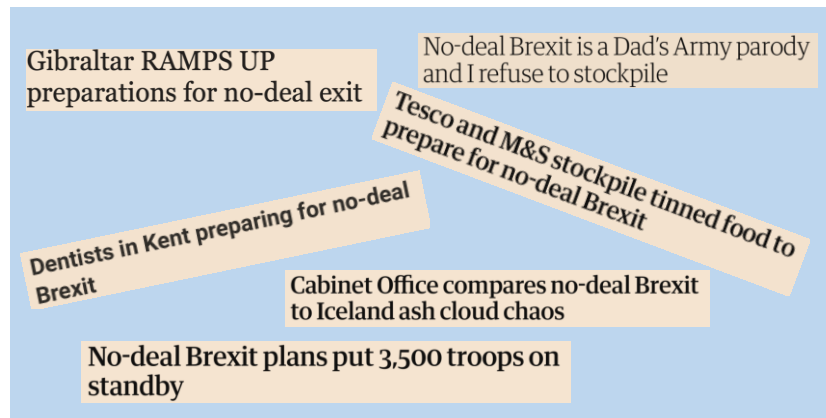 Gibraltar RAMPS UP
preparations for no-deal exit
No-deal Brexit is a Dad's Army parody
and I refuse to stockpile
Tesco and M&S stockpile tinned food to
prepare for no-deal Brexit
Dentists in Kent preparing for no-deal
Brexit
Cabinet Office compares no-deal Brexit
to Iceland ash cloud chaos
No-deal Brexit plans put 3,500 troops on
standby